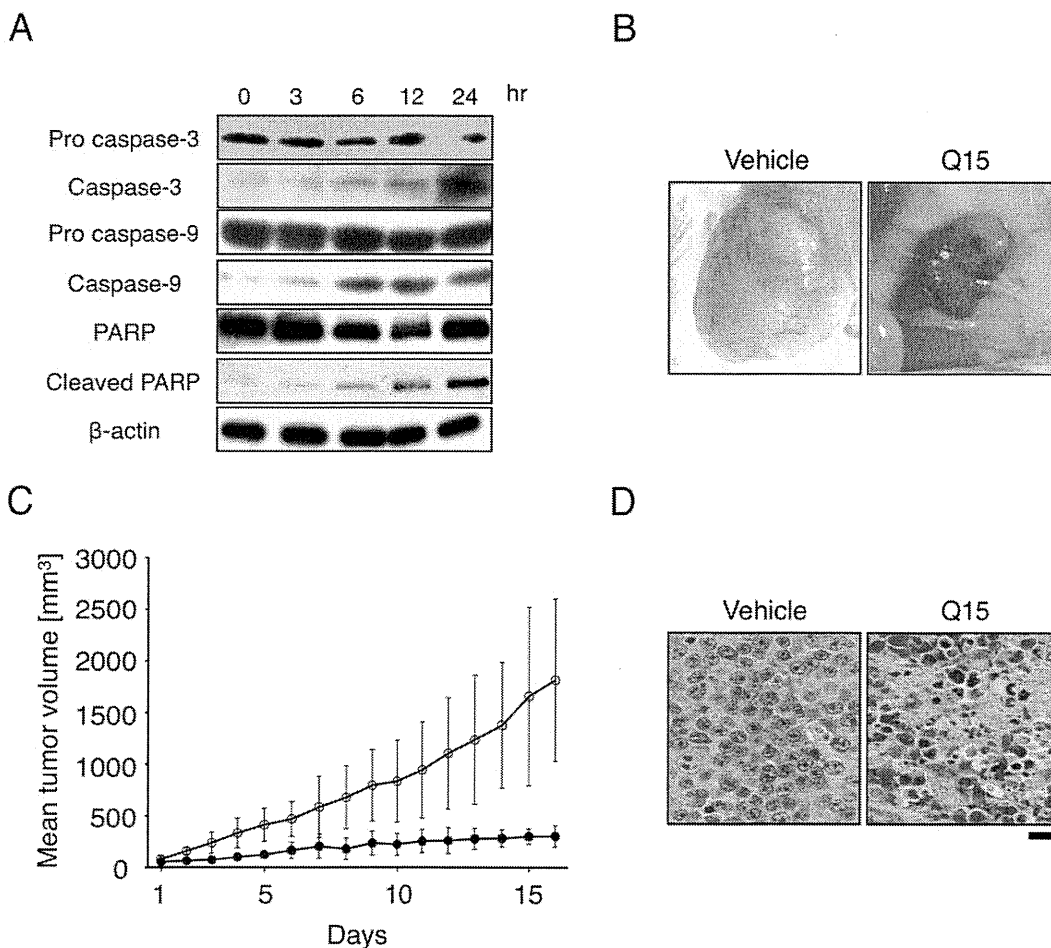 A
0 3 6 12 24 hr
Pro caspase-3
Caspase-3
Pro caspase-9
Caspase-9
PARP
Cleaved PARP
β-actin
B
Vehicle Q15
C
Mean tumor volume [mm³]
3000
2500
2000
1500
1000
500
0
1 5 10 15
Days
D
Vehicle Q15